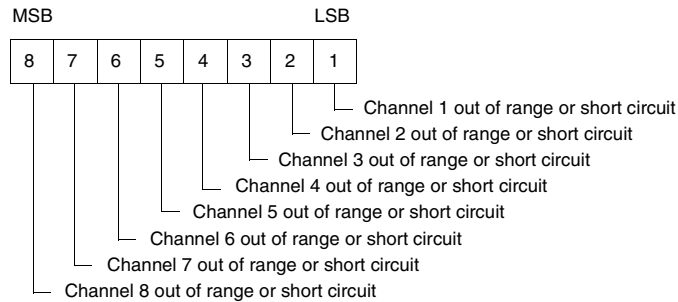 MSB LSB
8 7 6 5 4 3 2 1
Channel 1 out of range or short circuit
Channel 2 out of range or short circuit
Channel 3 out of range or short circuit
Channel 4 out of range or short circuit
Channel 5 out of range or short circuit
Channel 6 out of range or short circuit
Channel 7 out of range or short circuit
Channel 8 out of range or short circuit